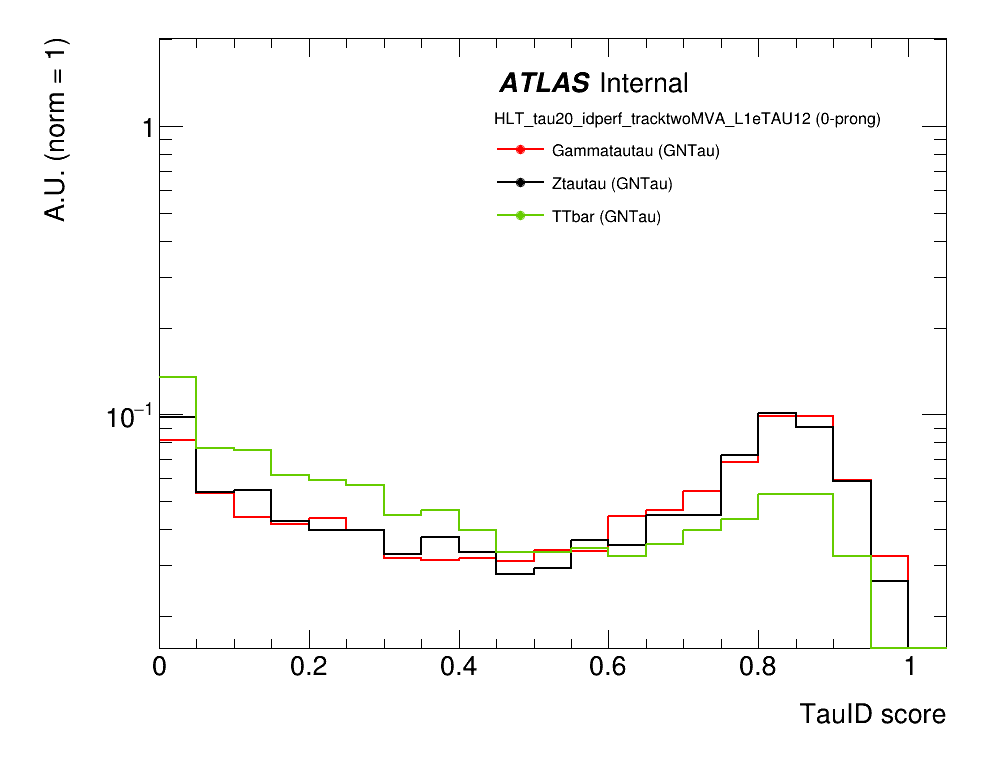 A.U. (norm = 1)
ATLAS Internal
HLT_tau20_idperf_tracktwoMVA_L1eTAU12 (0-prong)
Gammatautau (GNTau)
Ztautau (GNTau)
TTbar (GNTau)
1
10⁻¹
0 0.2 0.4 0.6 0.8 1
TauID score